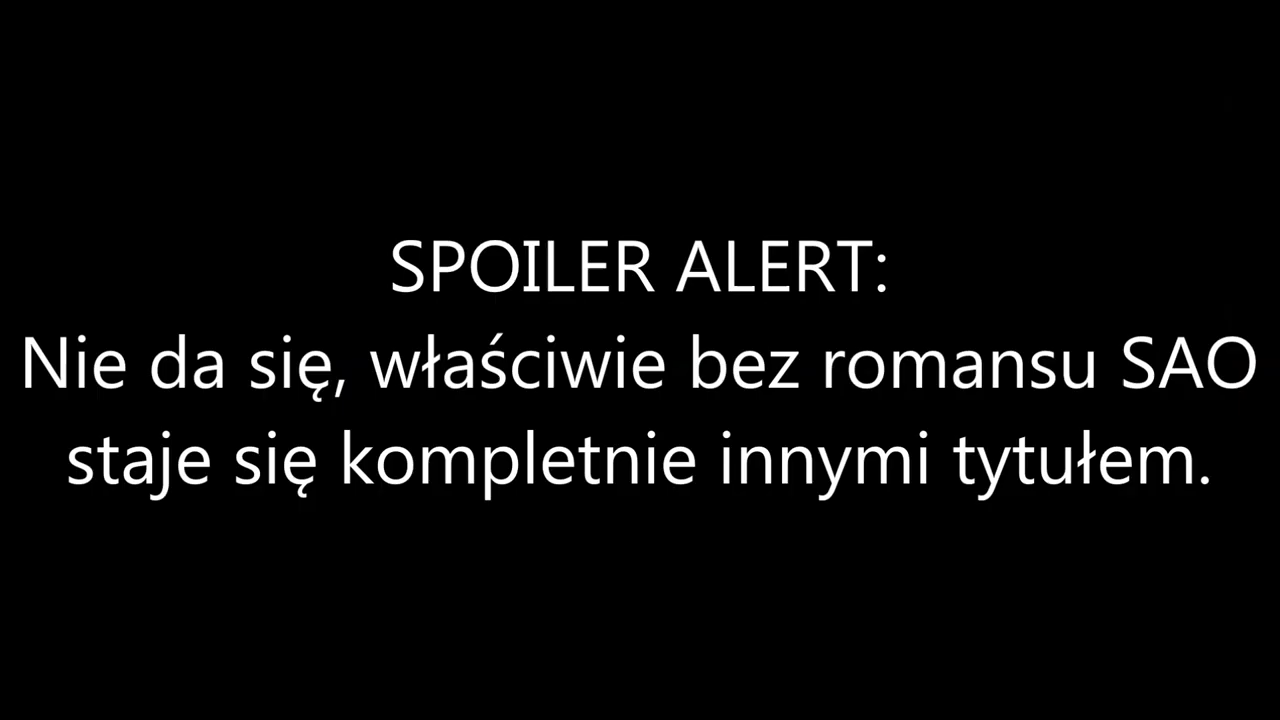 SPOILER ALERT:
Nie da się, właściwie bez romansu SAO
staje się kompletnie innymi tytułem.